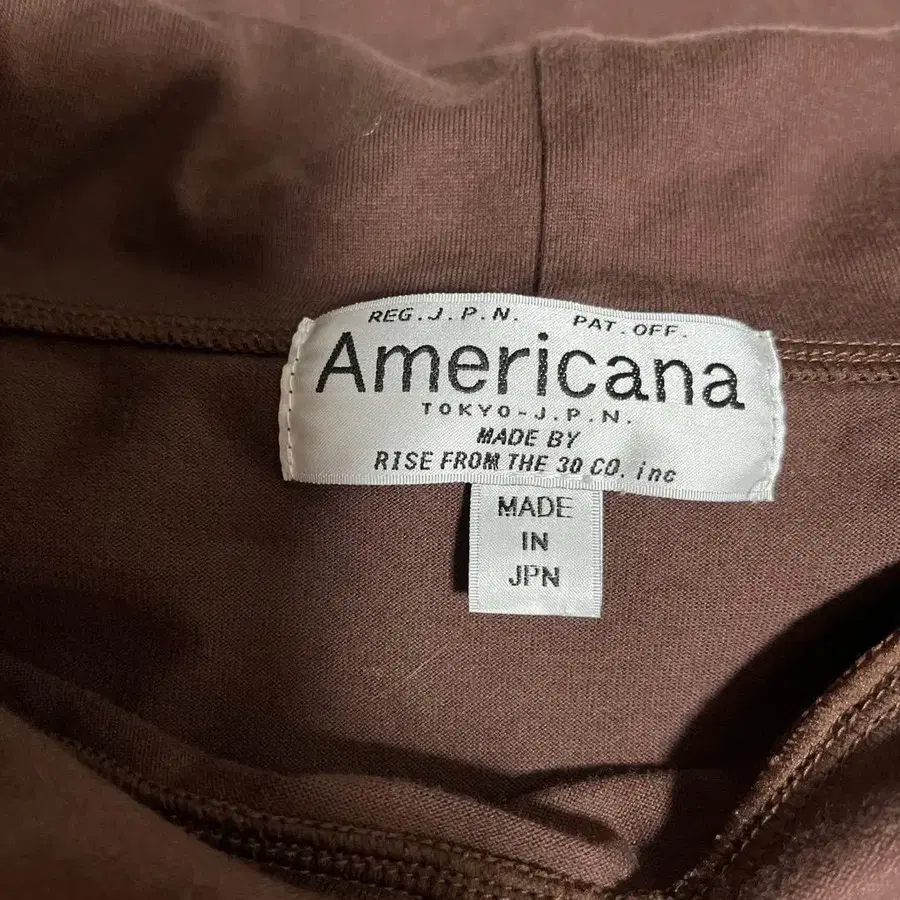 REG.J.P.N. PAT.OFF.
Americana
TOKYO-J.P.N.
MADE BY
RISE FROM THE 30 CO. inc
MADE
IN
JPN